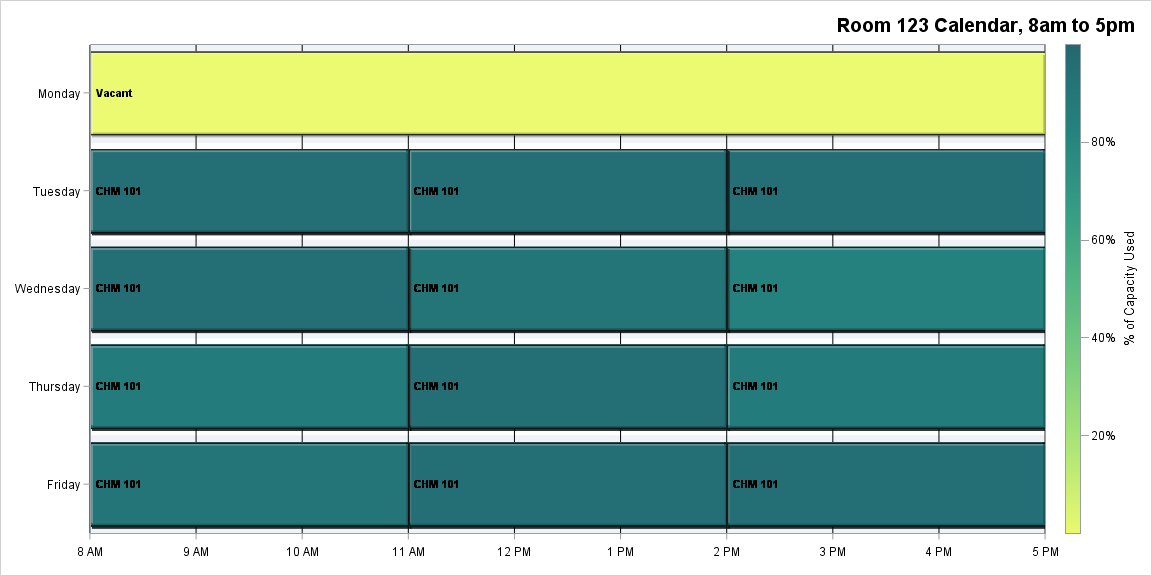 Room 123 Calendar, 8am to 5pm
Monday
Vacant
Tuesday
CHM 101
CHM 101
CHM 101
Wednesday
CHM 101
CHM 101
CHM 101
Thursday
CHM 101
CHM 101
CHM 101
Friday
CHM 101
CHM 101
CHM 101
8 AM
9 AM
10 AM
11 AM
12 PM
1 PM
2 PM
3 PM
4 PM
5 PM
80%
60%
40%
20%
% of Capacity Used